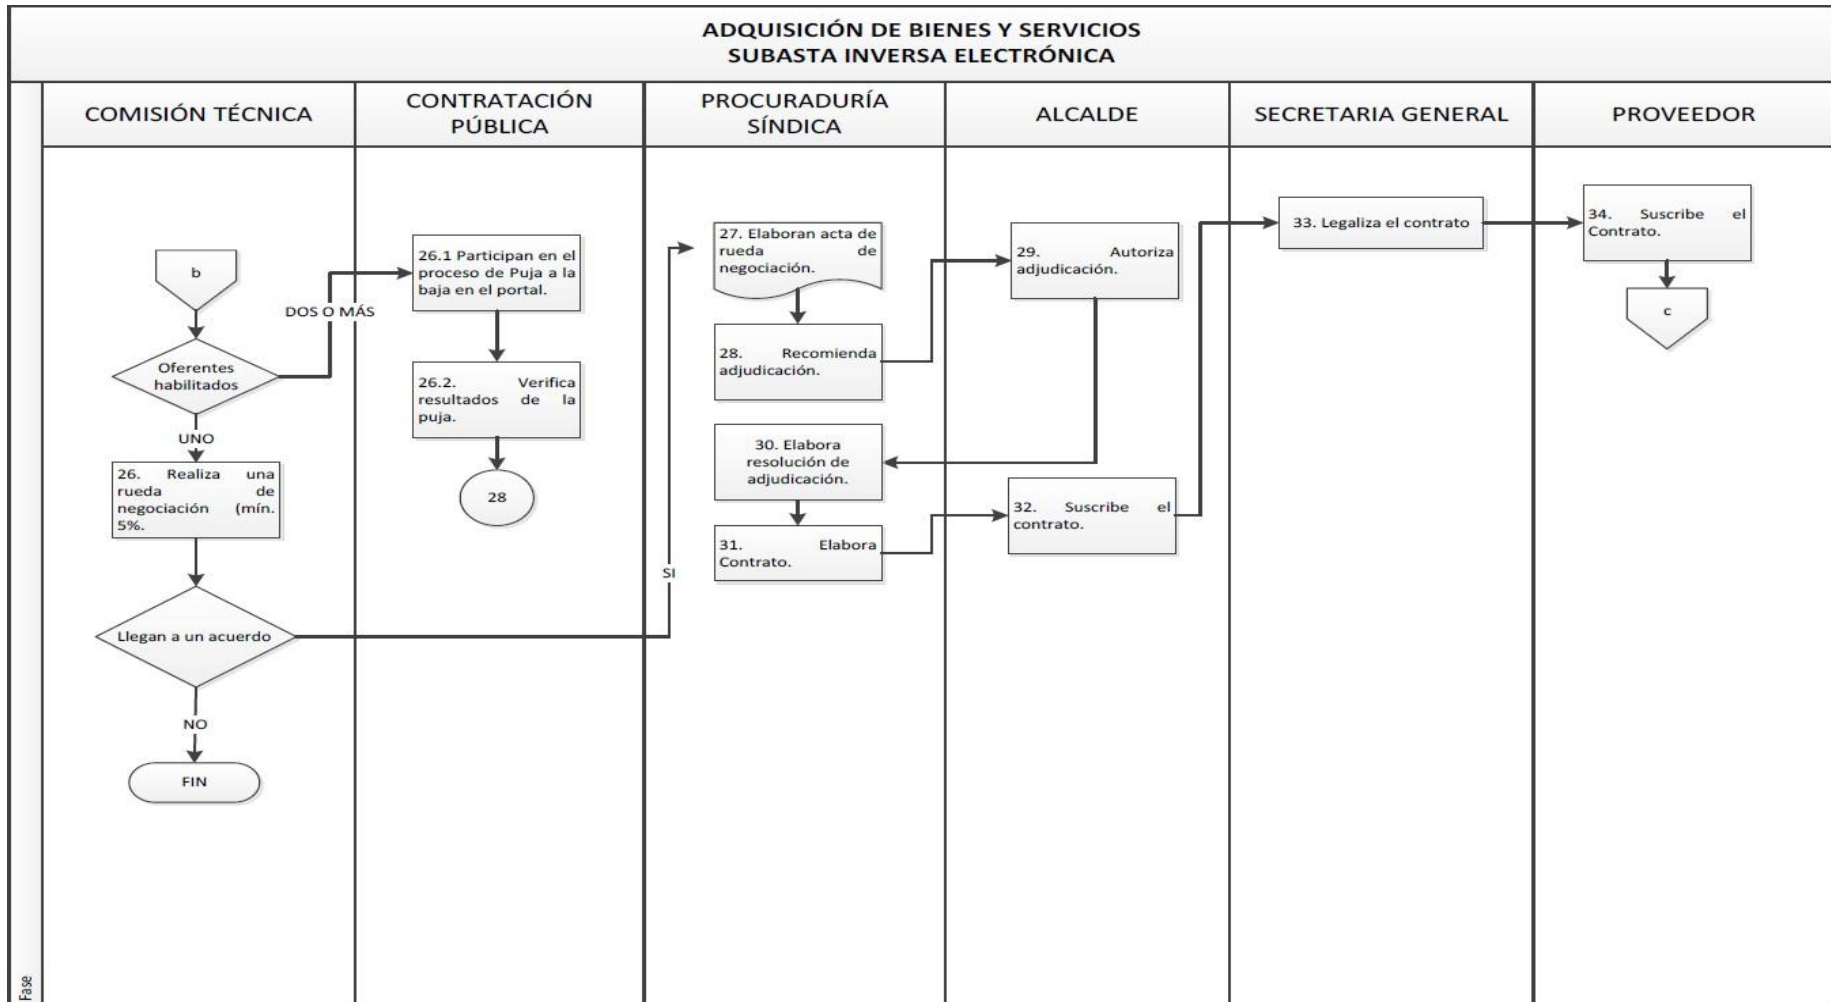 ADQUISICIÓN DE BIENES Y SERVICIOS
SUBASTA INVERSA ELECTRÓNICA
COMISIÓN TÉCNICA
CONTRATACIÓN
PÚBLICA
PROCURADURÍA
SÍNDICA
ALCALDE
SECRETARIA GENERAL
PROVEEDOR
b
Oferentes
habilitados
DOS O MÁS
UNO
26. Realiza una
rueda de
negociación (mín.
5%.
Llegan a un acuerdo
SI
NO
FIN
26.1 Participan en el
proceso de Puja a la
baja en el portal.
26.2. Verifica
resultados de la
puja.
28
27. Elaboran acta de
rueda de
negociación.
28. Recomienda
adjudicación.
30. Elabora
resolución de
adjudicación.
31. Elabora
Contrato.
29. Autoriza
adjudicación.
32. Suscribe el
contrato.
33. Legaliza el contrato
34. Suscribe el
Contrato.
c
Fase